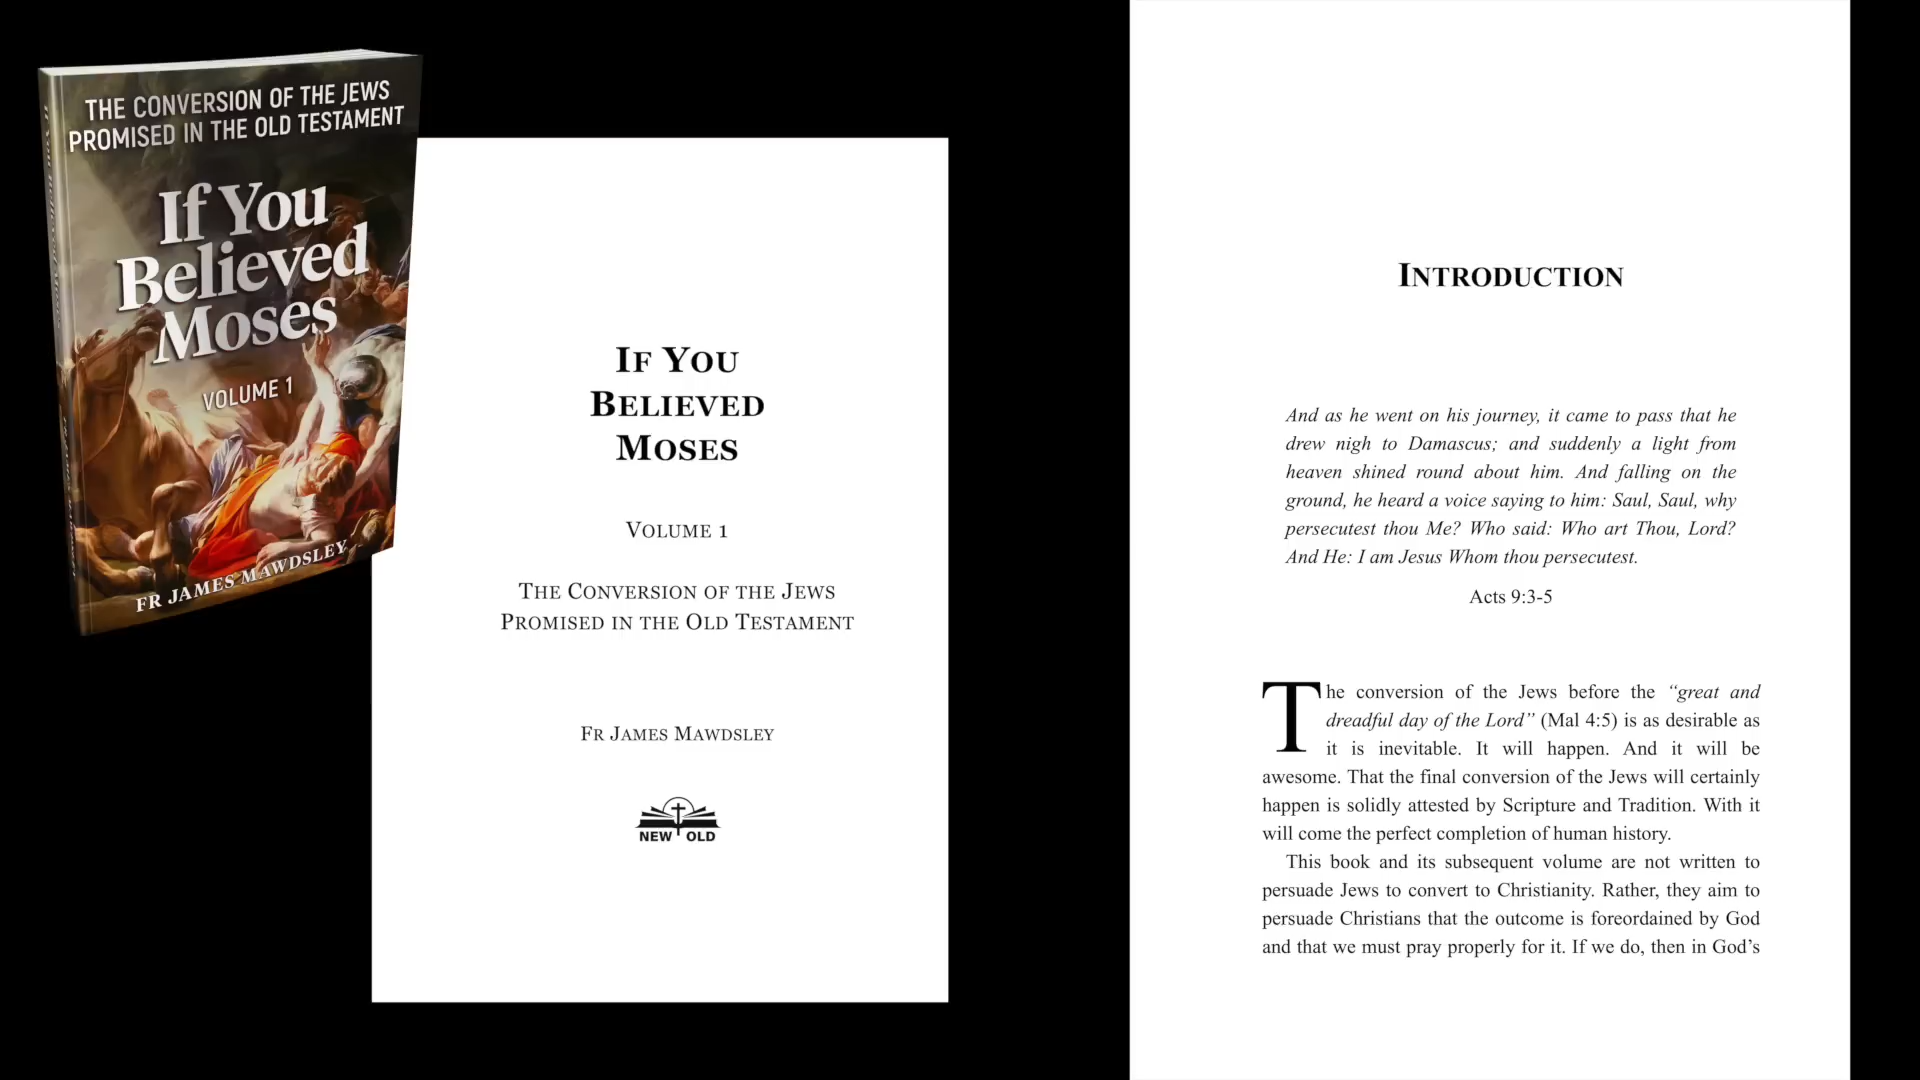 THE CONVERSION OF THE JEWS
PROMISED IN THE OLD TESTAMENT
If You
Believed
Moses
VOLUME 1
FR JAMES MAWDSLEY
IF YOU
BELIEVED
MOSES
VOLUME 1
THE CONVERSION OF THE JEWS
PROMISED IN THE OLD TESTAMENT
FR JAMES MAWDSLEY
NEW OLD
INTRODUCTION
And as he went on his journey, it came to pass that he
drew nigh to Damascus; and suddenly a light from
heaven shined round about him. And falling on the
ground, he heard a voice saying to him: Saul, Saul, why
persecutest thou Me? Who said: Who art Thou, Lord?
And He: I am Jesus Whom thou persecutest.
Acts 9:3-5
The conversion of the Jews before the “great and
dreadful day of the Lord” (Mal 4:5) is as desirable as
it is inevitable. It will happen. And it will be
awesome. That the final conversion of the Jews will certainly
happen is solidly attested by Scripture and Tradition. With it
will come the perfect completion of human history.
This book and its subsequent volume are not written to
persuade Jews to convert to Christianity. Rather, they aim to
persuade Christians that the outcome is foreordained by God
and that we must pray properly for it. If we do, then in God’s